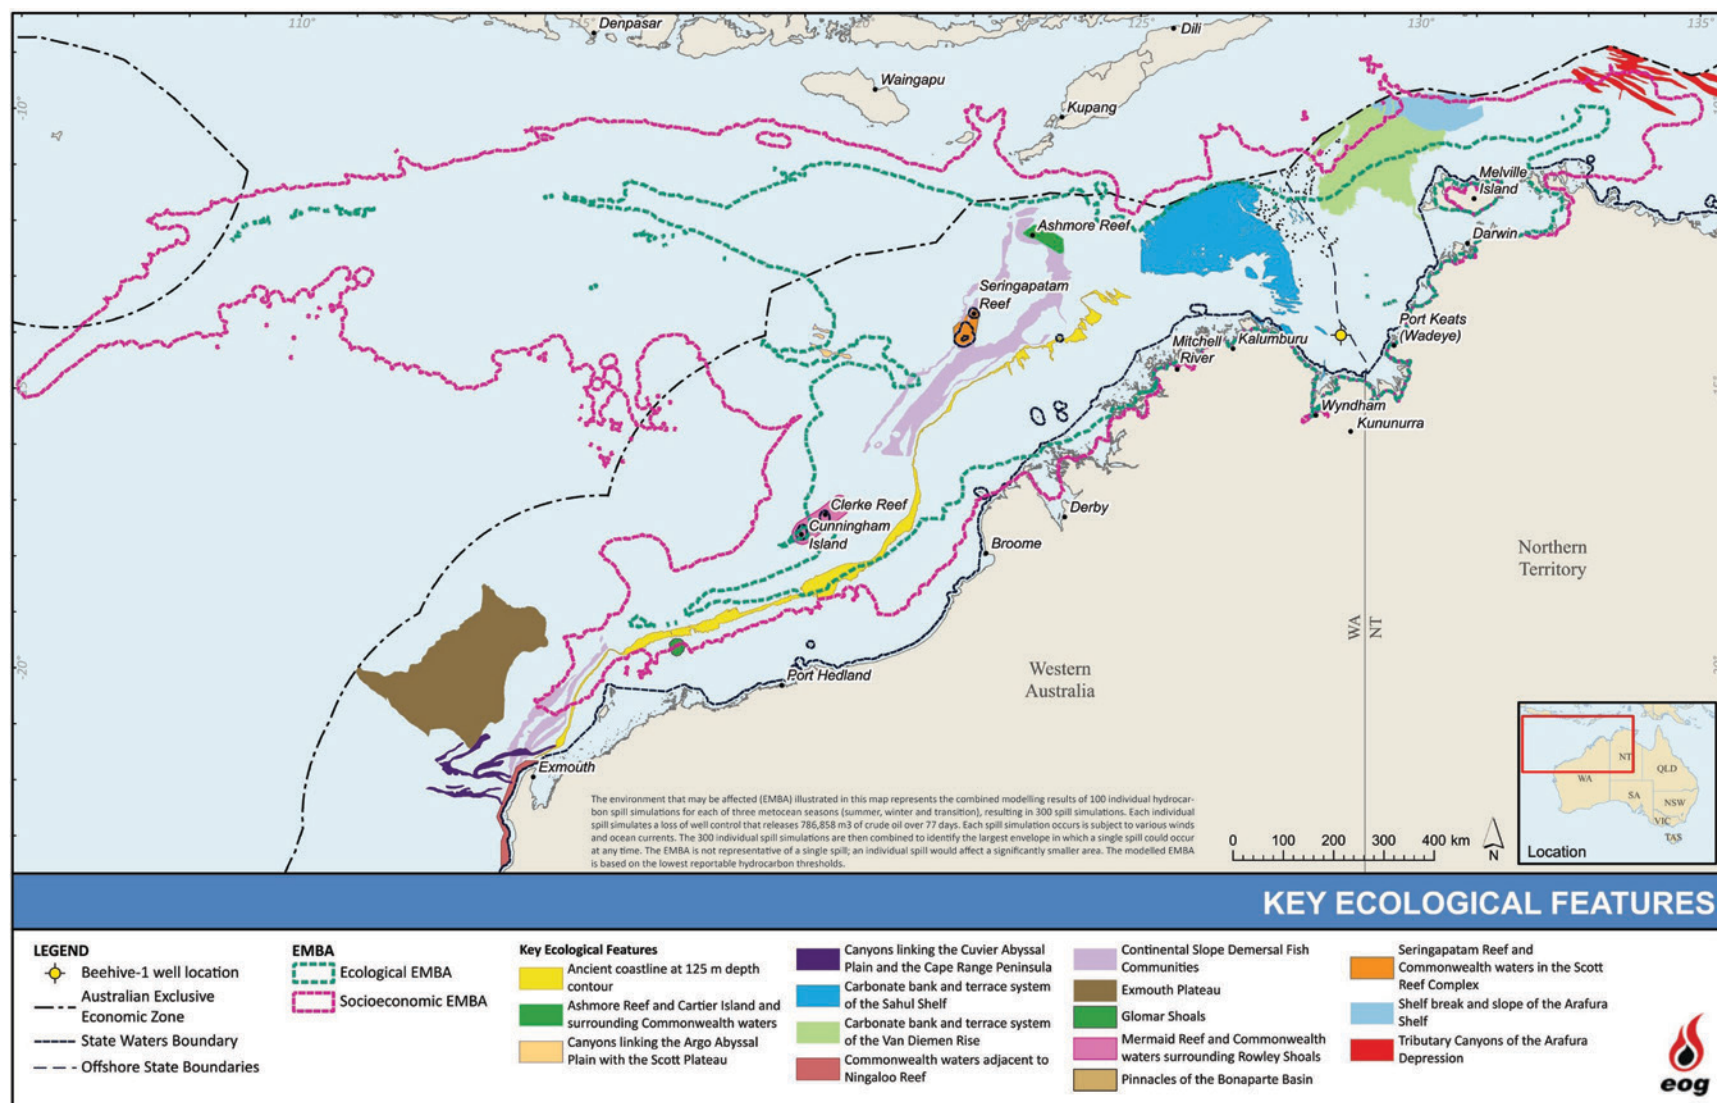 110°
115°
120°
125°
130°
135°
Denpasar
Dili
Waingapu
Kupang
-10°
Melville
Island
Ashmore Reef
Darwin
Seringapatam
Reef
Port Keats
(Wadeye)
Mitchell
River
Kalumburu
Wyndham
Kununurra
Clerke Reef
Cunningham
Island
Derby
Broome
Northern
Territory
WA
NT
-20°
Western
Australia
Port Hedland
Exmouth
The environment that may be affected (EMBA) illustrated in this map represents the combined modelling results of 100 individual hydrocar-
bon spill simulations for each of three metocean seasons (summer, winter and transition), resulting in 300 spill simulations. Each individual
spill simulates a loss of well control that releases 786,858 m3 of crude oil over 77 days. Each spill simulation occurs is subject to various winds
and ocean currents. The 300 individual spill simulations are then combined to identify the largest envelope in which a single spill could occur
at any time. The EMBA is not representative of a single spill; an individual spill would affect a significantly smaller area. The modelled EMBA
is based on the lowest reportable hydrocarbon thresholds.
0 100 200 300 400 km
N
NT
QLD
WA
SA
NSW
VIC
TAS
Location
KEY ECOLOGICAL FEATURES
LEGEND
Beehive-1 well location
Australian Exclusive
Economic Zone
State Waters Boundary
Offshore State Boundaries
EMBA
Ecological EMBA
Socioeconomic EMBA
Key Ecological Features
Ancient coastline at 125 m depth
contour
Ashmore Reef and Cartier Island and
surrounding Commonwealth waters
Canyons linking the Argo Abyssal
Plain with the Scott Plateau
Canyons linking the Cuvier Abyssal
Plain and the Cape Range Peninsula
Carbonate bank and terrace system
of the Sahul Shelf
Carbonate bank and terrace system
of the Van Diemen Rise
Commonwealth waters adjacent to
Ningaloo Reef
Continental Slope Demersal Fish
Communities
Exmouth Plateau
Glomar Shoals
Mermaid Reef and Commonwealth
waters surrounding Rowley Shoals
Pinnacles of the Bonaparte Basin
Seringapatam Reef and
Commonwealth waters in the Scott
Reef Complex
Shelf break and slope of the Arafura
Shelf
Tributary Canyons of the Arafura
Depression
eog